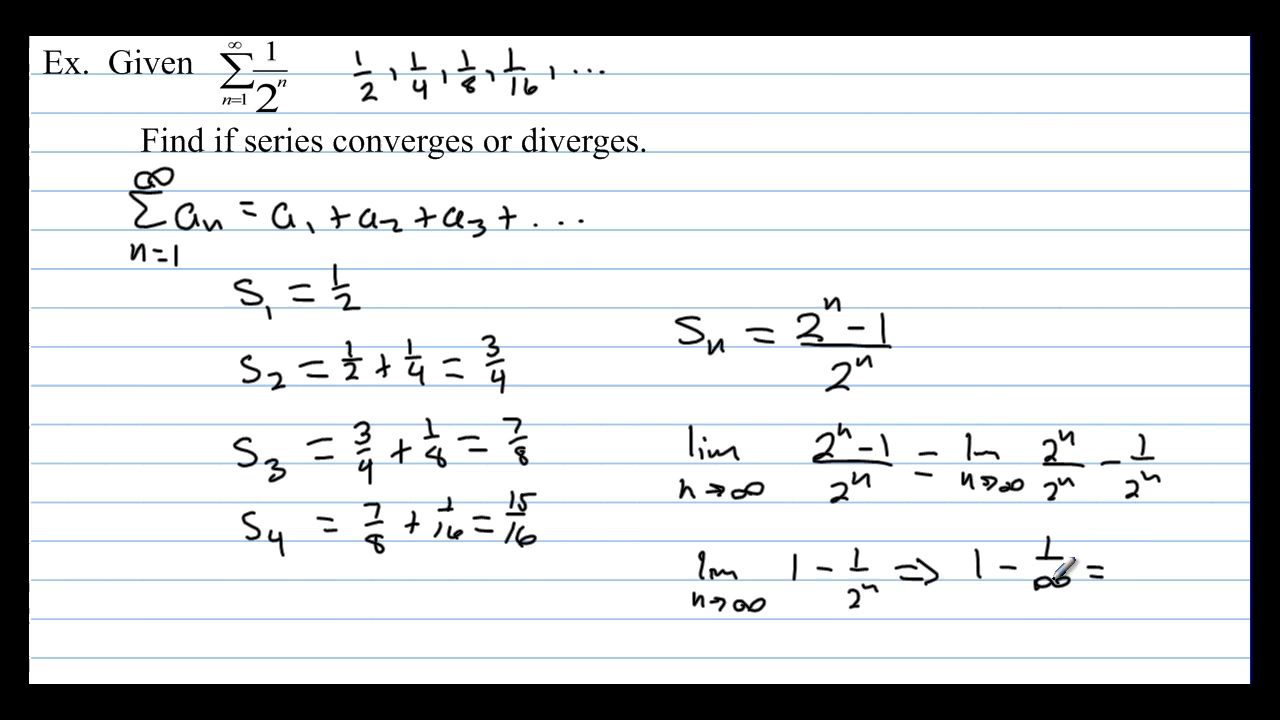 Ex. Given ∑_{n=1}^{∞} 1/2^n 1/2, 1/4, 1/8, 1/16, ...
Find if series converges or diverges.
∑_{n=1}^{∞} a_n = a_1 + a_2 + a_3 + ...
S_1 = 1/2
S_2 = 1/2 + 1/4 = 3/4
S_3 = 3/4 + 1/8 = 7/8
S_4 = 7/8 + 1/16 = 15/16
S_n = (2^n - 1)/2^n
lim_{n→∞} (2^n - 1)/2^n = lim_{n→∞} 2^n/2^n - 1/2^n
lim_{n→∞} 1 - 1/2^n ⇒ 1 - 1/∞ =